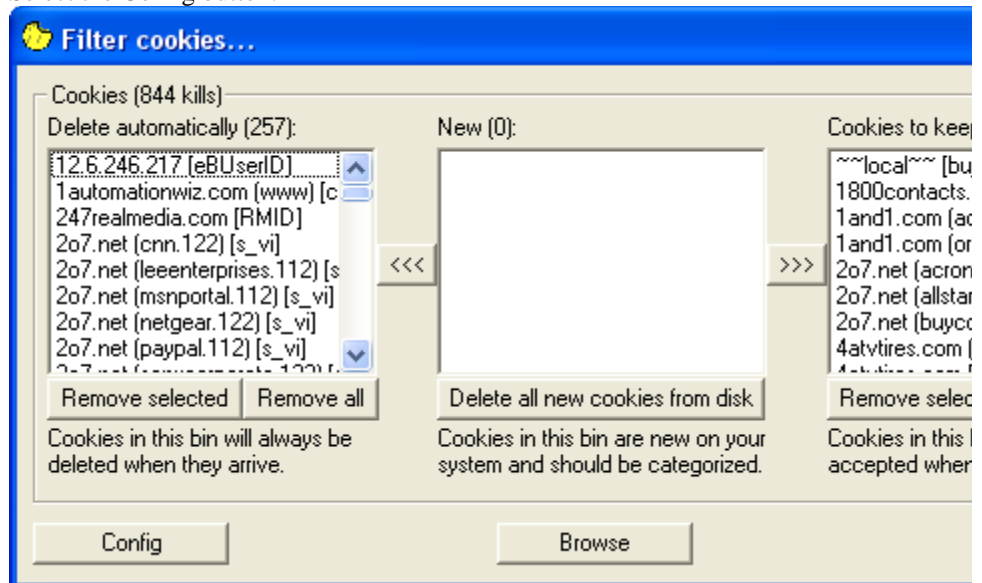 Filter cookies...
Cookies (844 kills)
Delete automatically (257):
12.6.246.217 [eBUserID]
1automationwiz.com (www) [c
247realmedia.com [RMID]
2o7.net (cnn.122) [s_vi]
2o7.net (leeenterprises.112) [s
2o7.net (msnportal.112) [s_vi]
2o7.net (netgear.122) [s_vi]
2o7.net (paypal.112) [s_vi]
Remove selected
Remove all
Cookies in this bin will always be
deleted when they arrive.
<<<
New (0):
Delete all new cookies from disk
Cookies in this bin are new on your
system and should be categorized.
>>>
Cookies to keep
~~local~~ [bu
1800contacts.
1and1.com (a
1and1.com (or
2o7.net (acron
2o7.net (allstar
2o7.net (buyc
4atvtires.com (
Remove selec
Cookies in this
accepted when
Config
Browse